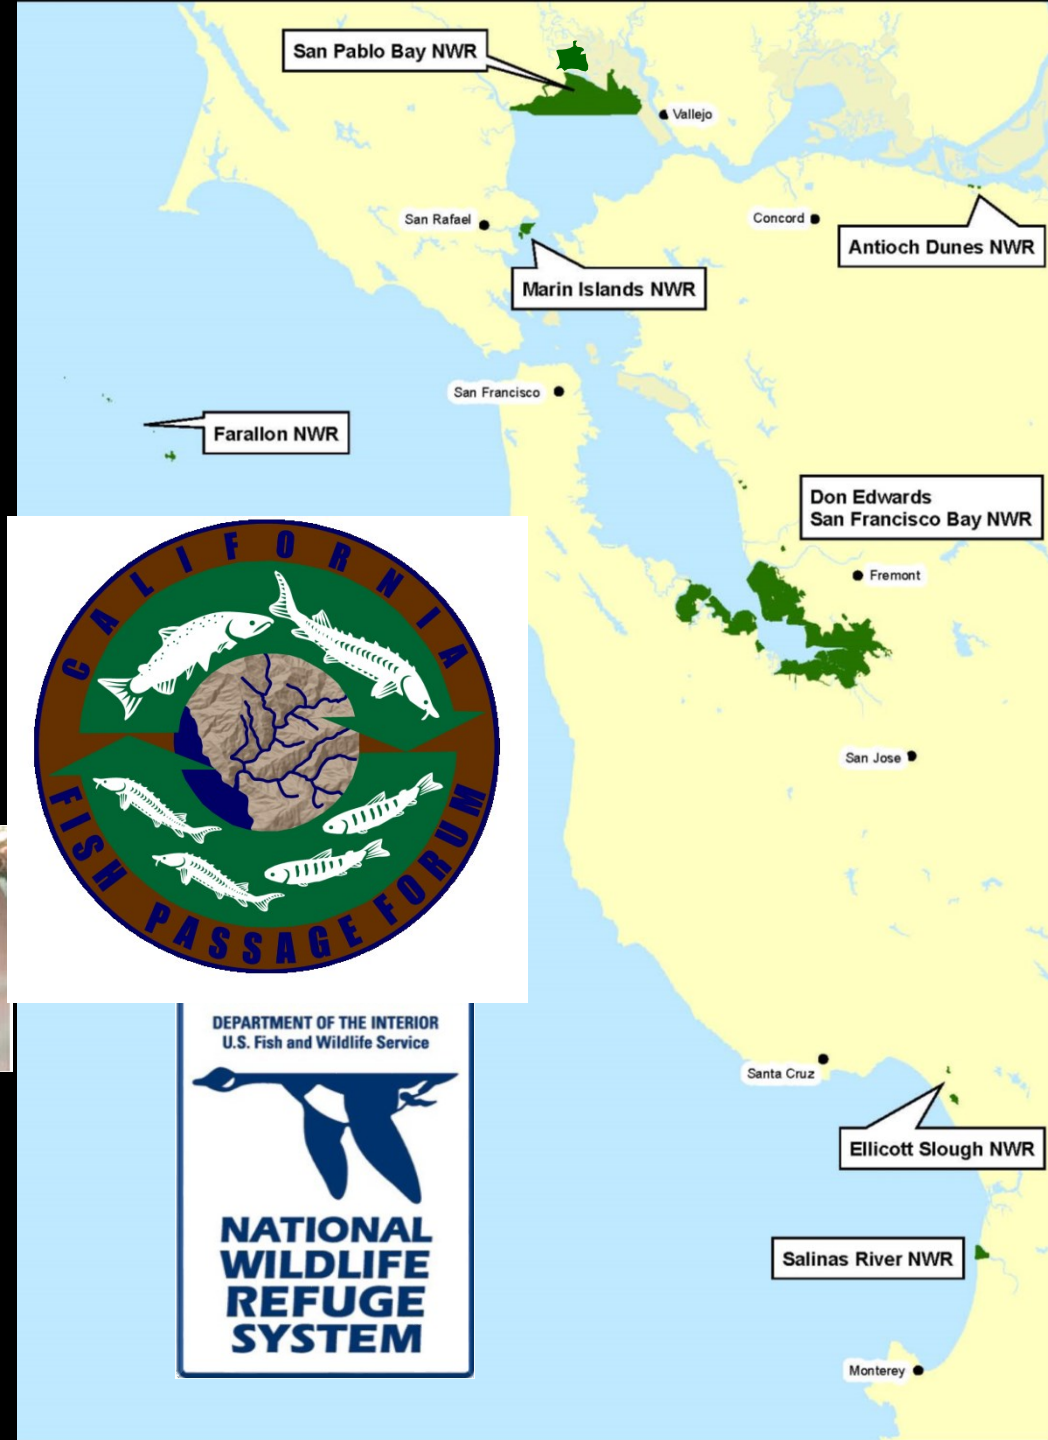 San Pablo Bay NWR
Vallejo
San Rafael
Concord
Antioch Dunes NWR
Marin Islands NWR
San Francisco
Farallon NWR
Don Edwards
San Francisco Bay NWR
Fremont
CALIFORNIA
FISH PASSAGE FORUM
San Jose
DEPARTMENT OF THE INTERIOR
U.S. Fish and Wildlife Service
NATIONAL
WILDLIFE
REFUGE
SYSTEM
Santa Cruz
Ellicott Slough NWR
Salinas River NWR
Monterey